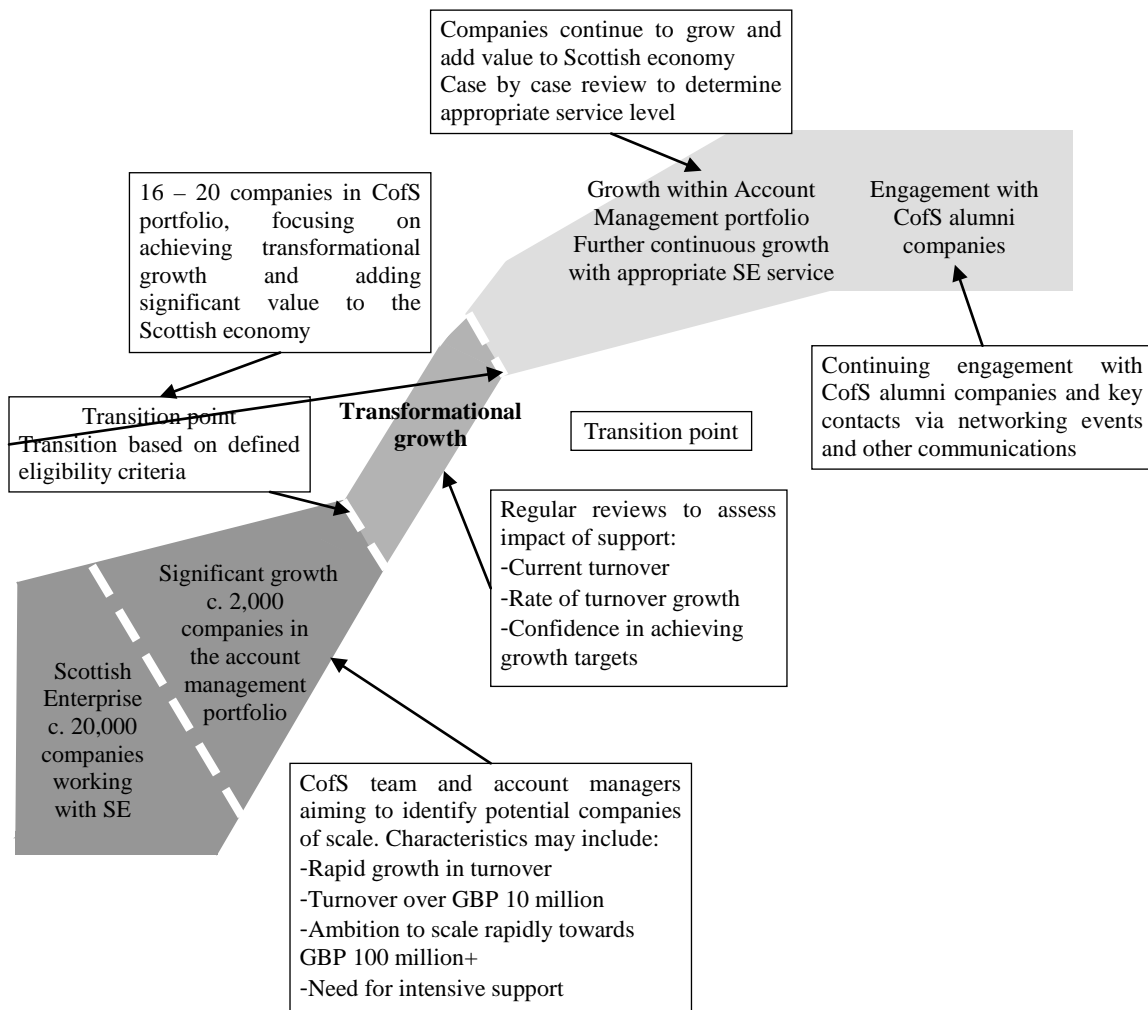 Companies continue to grow and
add value to Scottish economy
Case by case review to determine
appropriate service level
16 – 20 companies in CofS
portfolio, focusing on
achieving transformational
growth and adding
significant value to the
Scottish economy
Growth within Account
Management portfolio
Further continuous growth
with appropriate SE service
Engagement with
CofS alumni
companies
Continuing engagement with
CofS alumni companies and key
contacts via networking events
and other communications
Transition point
Transition based on defined
eligibility criteria
Transformational
growth
Transition point
Regular reviews to assess
impact of support:
-Current turnover
-Rate of turnover growth
-Confidence in achieving
growth targets
Significant growth
c. 2,000
companies in
the account
management
portfolio
Scottish
Enterprise
c. 20,000
companies
working
with SE
CofS team and account managers
aiming to identify potential companies
of scale. Characteristics may include:
-Rapid growth in turnover
-Turnover over GBP 10 million
-Ambition to scale rapidly towards
GBP 100 million+
-Need for intensive support